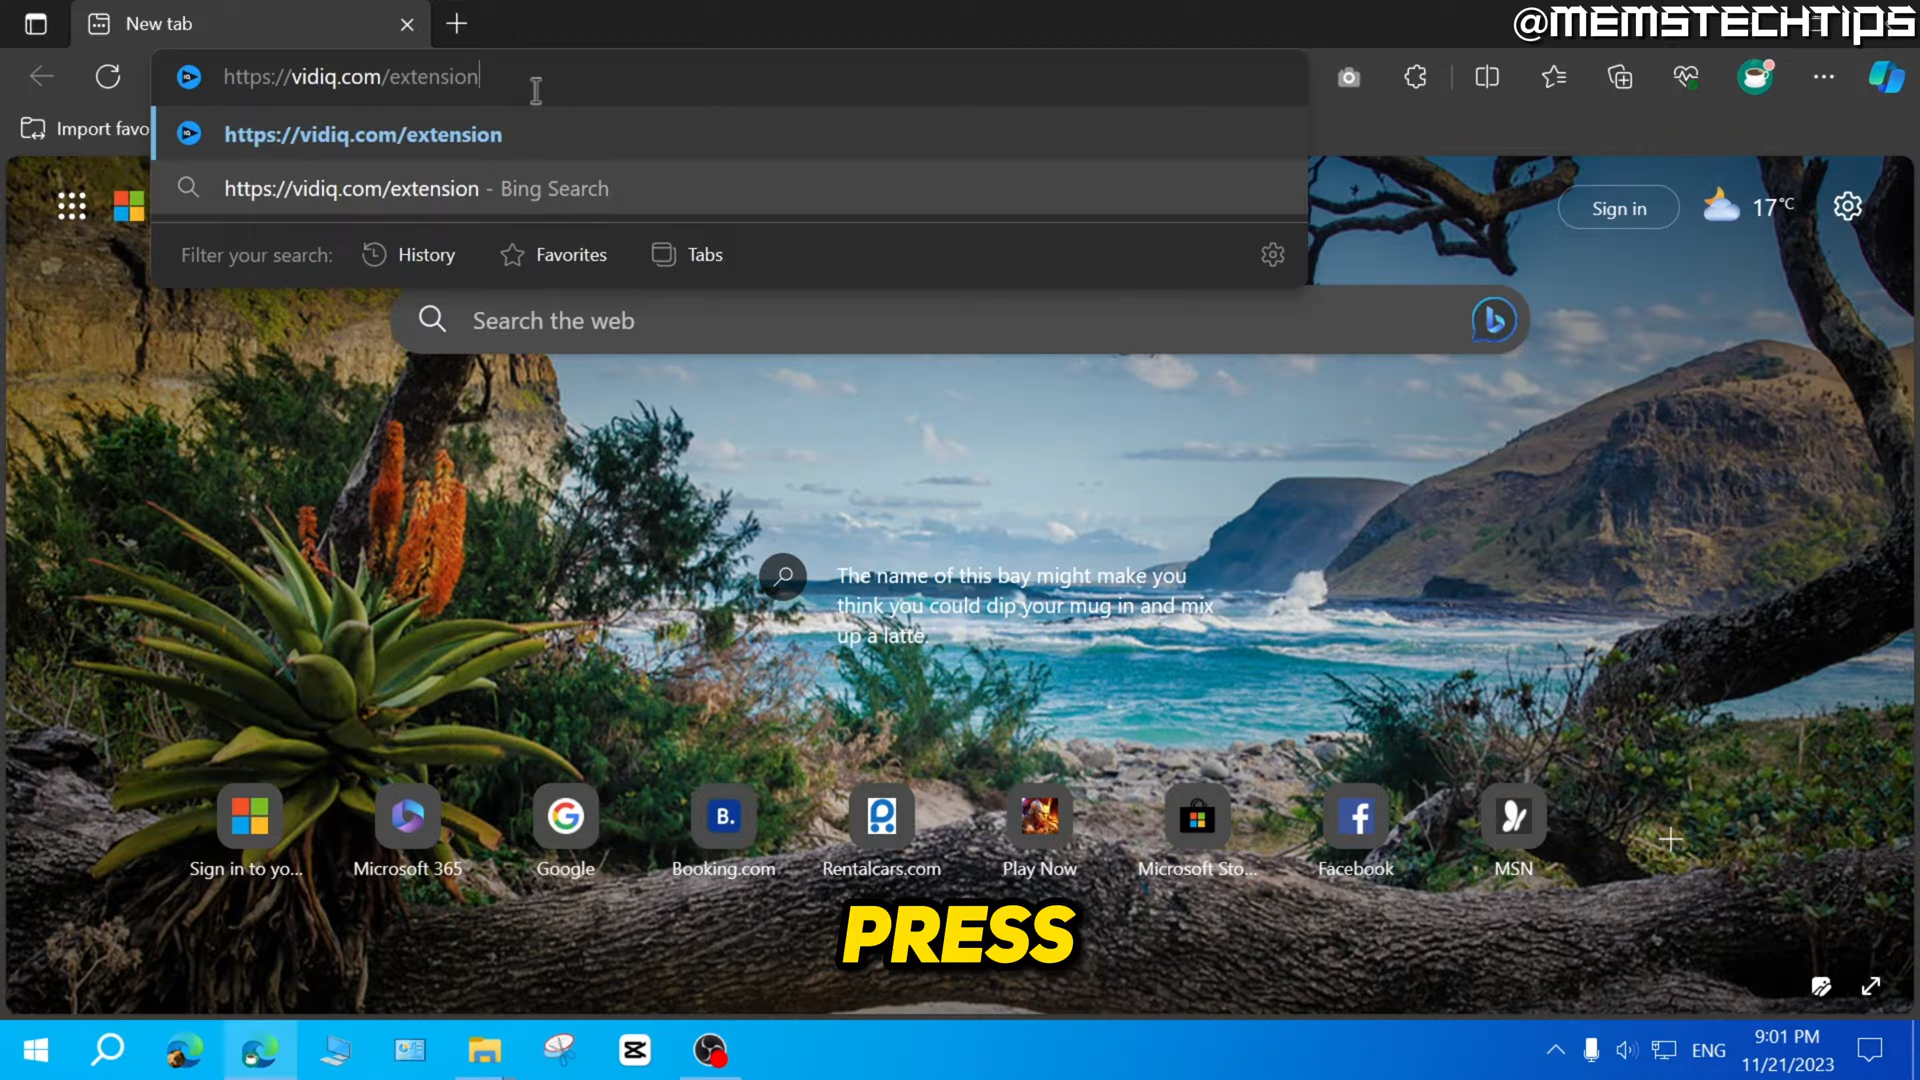 New tab
@MEMSTECHTIPS
https://vidiq.com/extension
Import favo
https://vidiq.com/extension
https://vidiq.com/extension - Bing Search
Filter your search: History Favorites Tabs
Sign in
17°C
Search the web
The name of this bay might make you
think you could dip your mug in and mix
up a latte.
B.
Sign in to yo...
Microsoft 365
Google
Booking.com
Rentalcars.com
Play Now
Microsoft Sto...
Facebook
MSN
PRESS
ENG
9:01 PM
11/21/2023